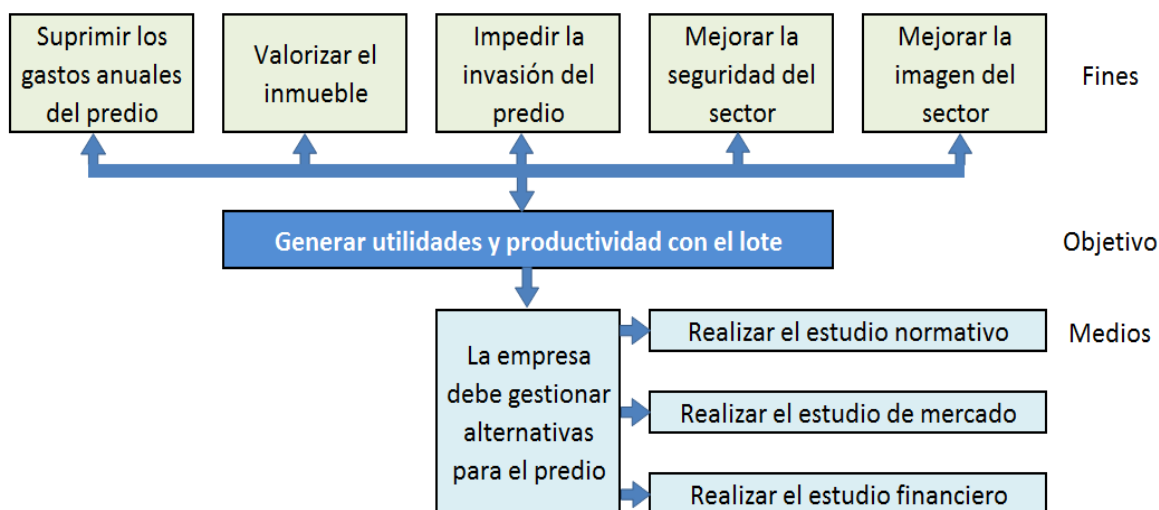 Suprimir los
gastos anuales
del predio
Valorizar el
inmueble
Impedir la
invasión del
predio
Mejorar la
seguridad del
sector
Mejorar la
imagen del
sector
Fines
Generar utilidades y productividad con el lote
Objetivo
La empresa
debe gestionar
alternativas
para el predio
Realizar el estudio normativo
Medios
Realizar el estudio de mercado
Realizar el estudio financiero